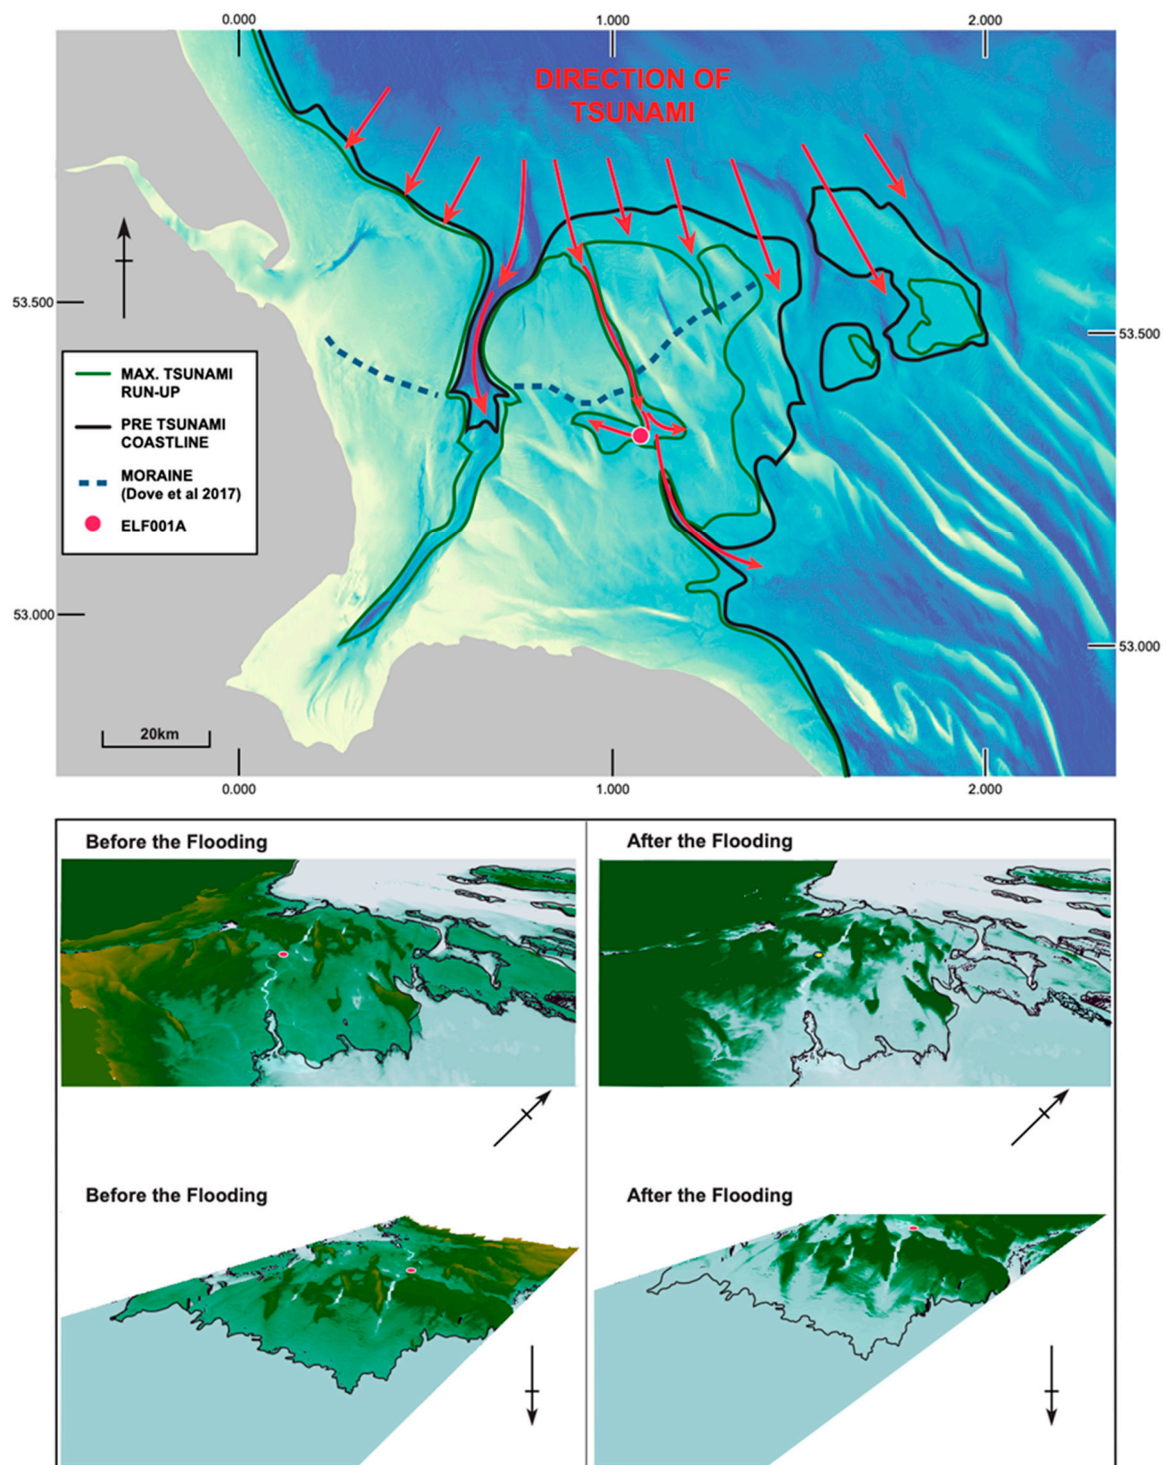 0.000
1.000
2.000
DIRECTION OF
TSUNAMI
53.500
53.500
MAX. TSUNAMI
RUN-UP
PRE TSUNAMI
COASTLINE
MORAINE
(Dove et al 2017)
ELF001A
53.000
53.000
20km
0.000
1.000
2.000
Before the Flooding
After the Flooding
Before the Flooding
After the Flooding